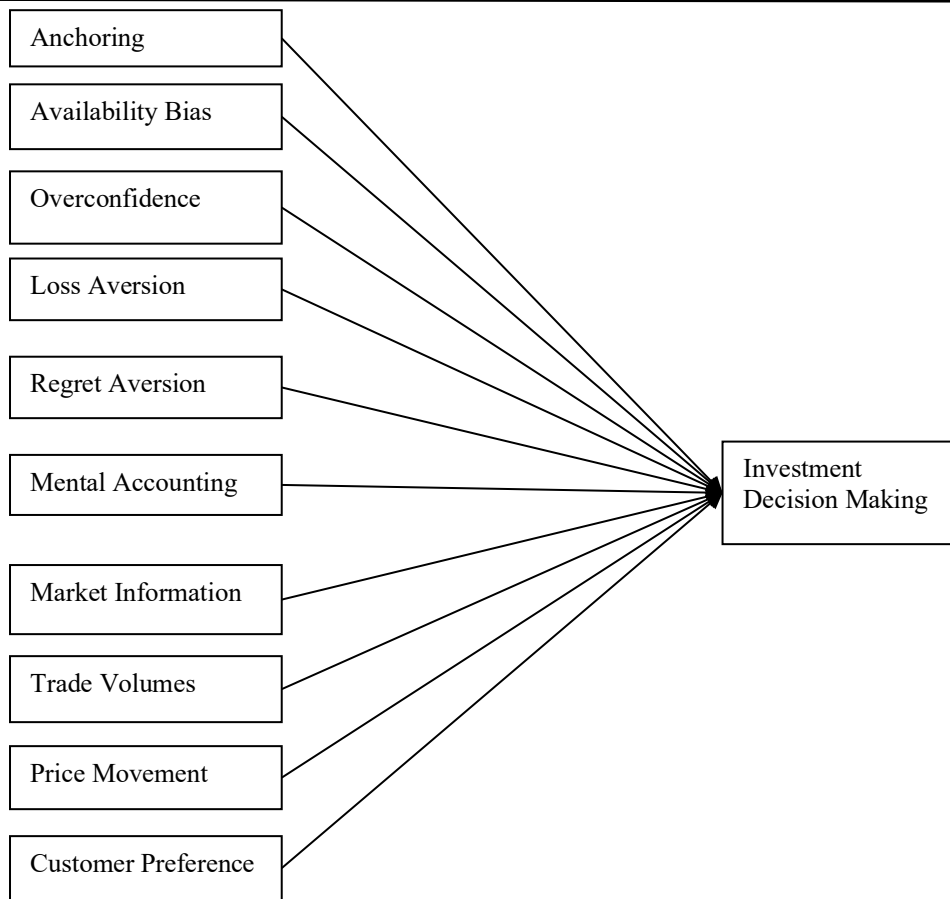 Anchoring
Availability Bias
Overconfidence
Loss Aversion
Regret Aversion
Mental Accounting
Market Information
Trade Volumes
Price Movement
Customer Preference
Investment
Decision Making